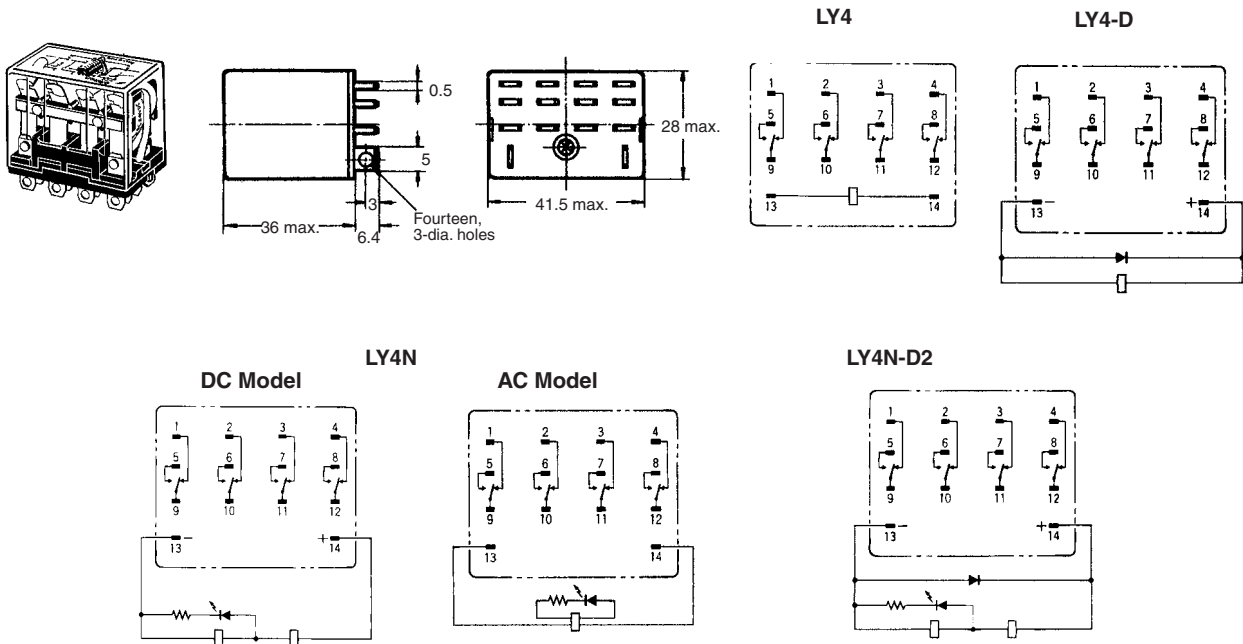 LY4
LY4-D
0.5
5
3
6.4
36 max.
Fourteen,
3-dia. holes
28 max.
41.5 max.
1 2 3 4
5 6 7 8
9 10 11 12
13 14
1 2 3 4
5 6 7 8
9 10 11 12
13 − + 14
LY4N
DC Model
AC Model
LY4N-D2
1 2 3 4
5 6 7 8
9 10 11 12
13 − + 14
1 2 3 4
5 6 7 8
9 10 11 12
13 14
1 2 3 4
5 6 7 8
9 10 11 12
13 − + 14